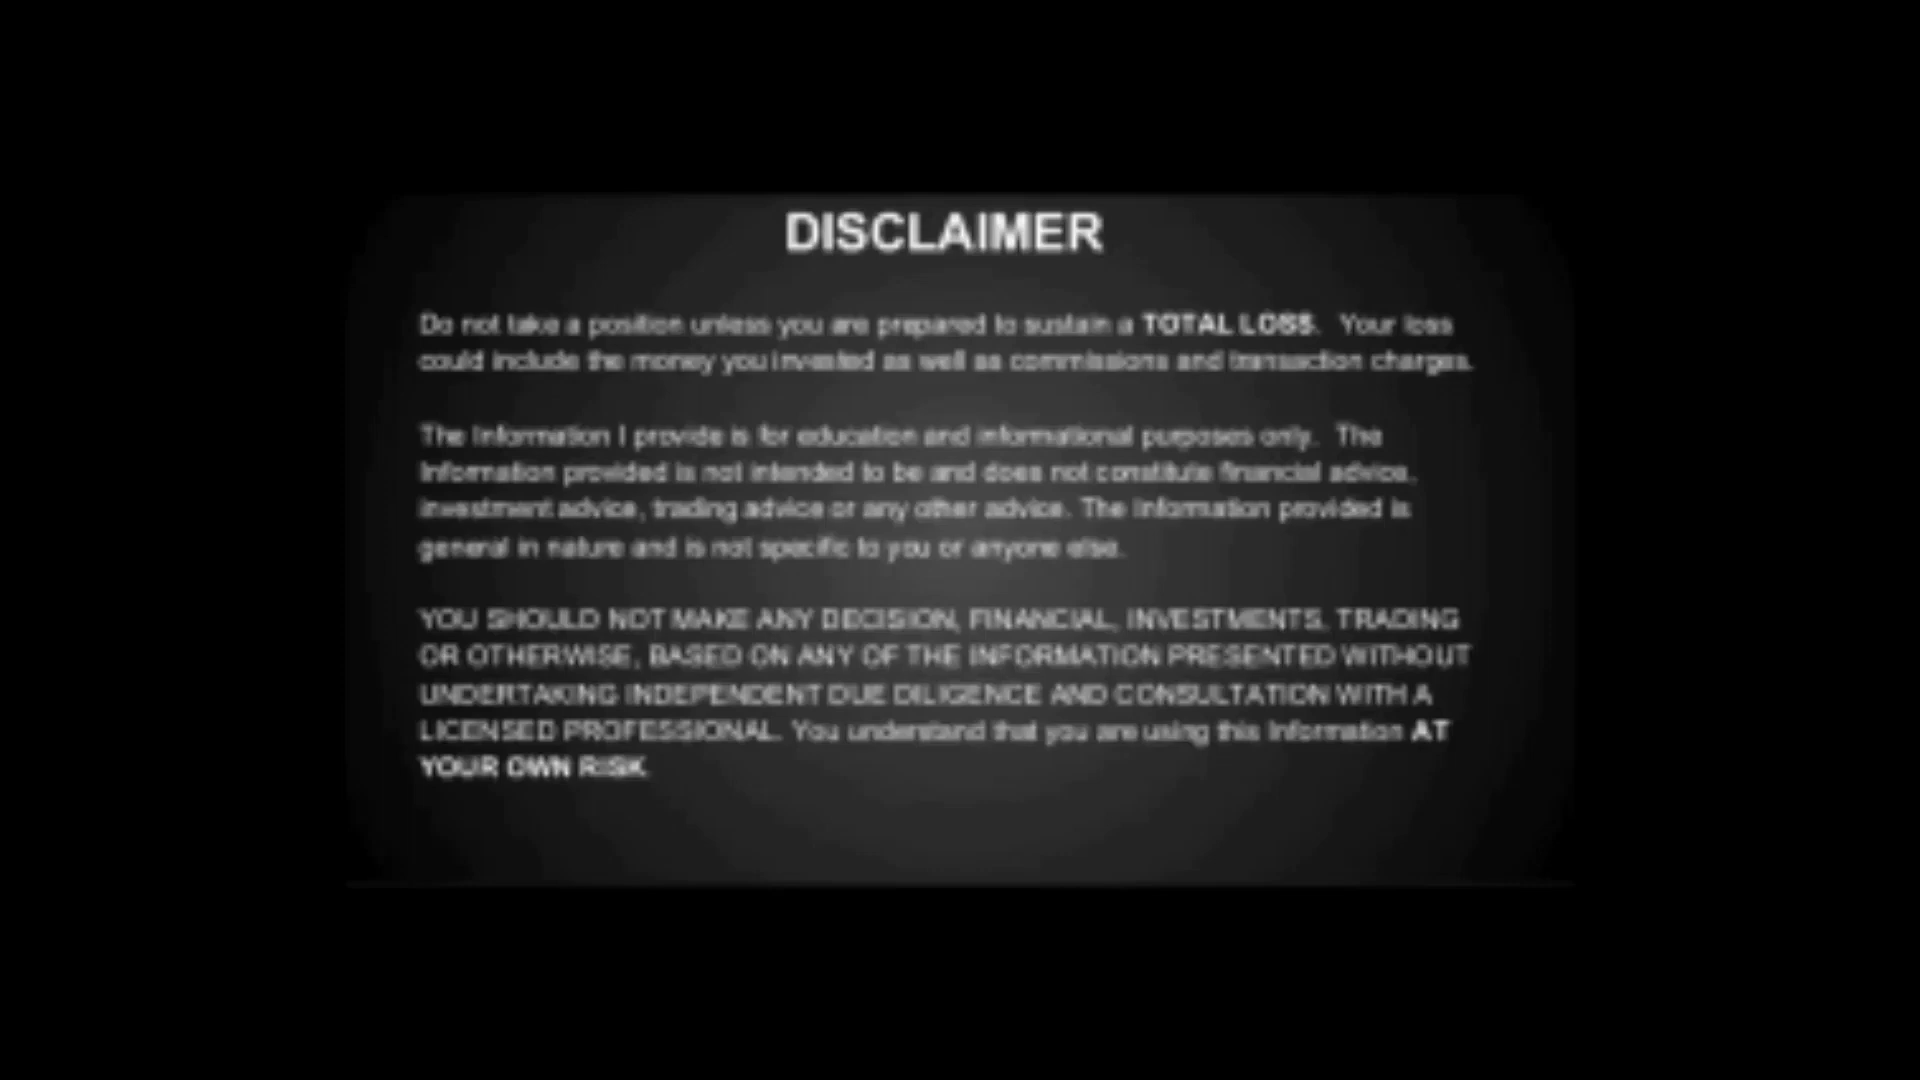 DISCLAIMER
Do not take a position unless you are prepared to sustain a TOTAL LOSS. Your loss
could include the money you invested as well as commissions and transaction charges.
The Information I provide is for education and informational purposes only. The
Information provided is not intended to be and does not constitute financial advice,
investment advice, trading advice or any other advice. The Information provided is
general in nature and is not specific to you or anyone else.
YOU SHOULD NOT MAKE ANY DECISION, FINANCIAL, INVESTMENTS, TRADING
OR OTHERWISE, BASED ON ANY OF THE INFORMATION PRESENTED WITHOUT
UNDERTAKING INDEPENDENT DUE DILIGENCE AND CONSULTATION WITH A
LICENSED PROFESSIONAL. You understand that you are using this Information AT
YOUR OWN RISK.